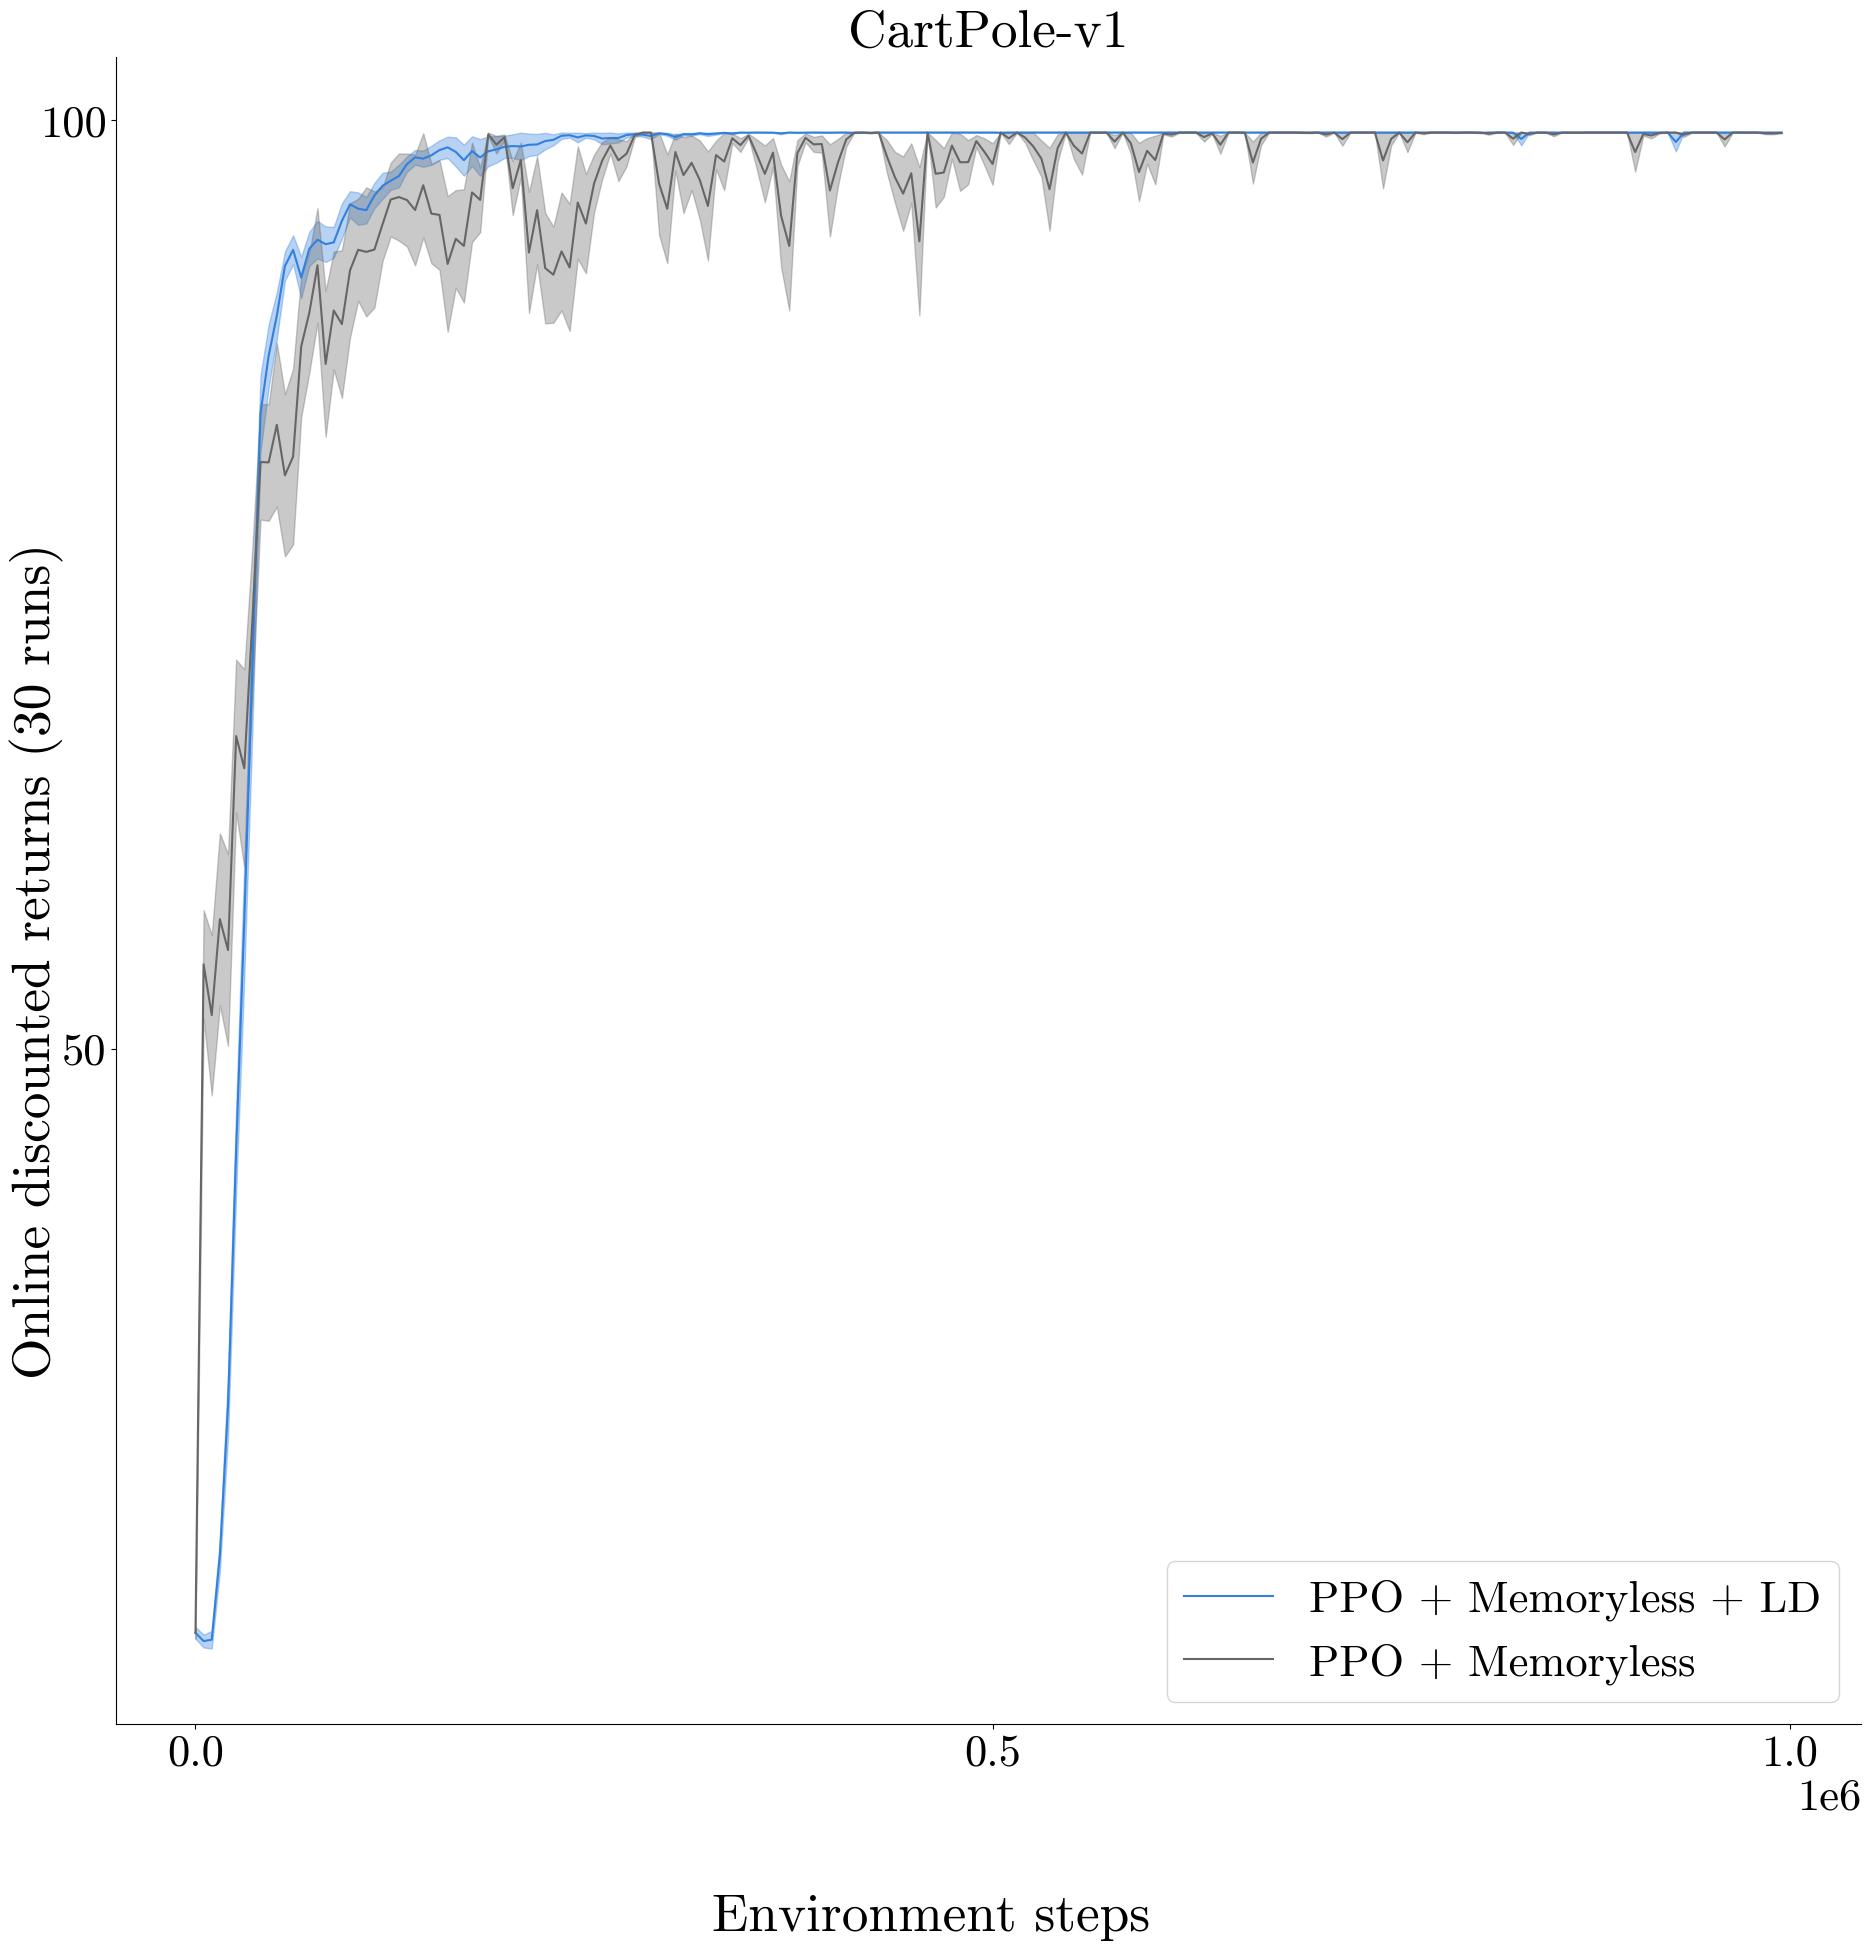 CartPole-v1
100
50
Online discounted returns (30 runs)
0.0
0.5
1.0
1e6
Environment steps
PPO + Memoryless + LD
PPO + Memoryless